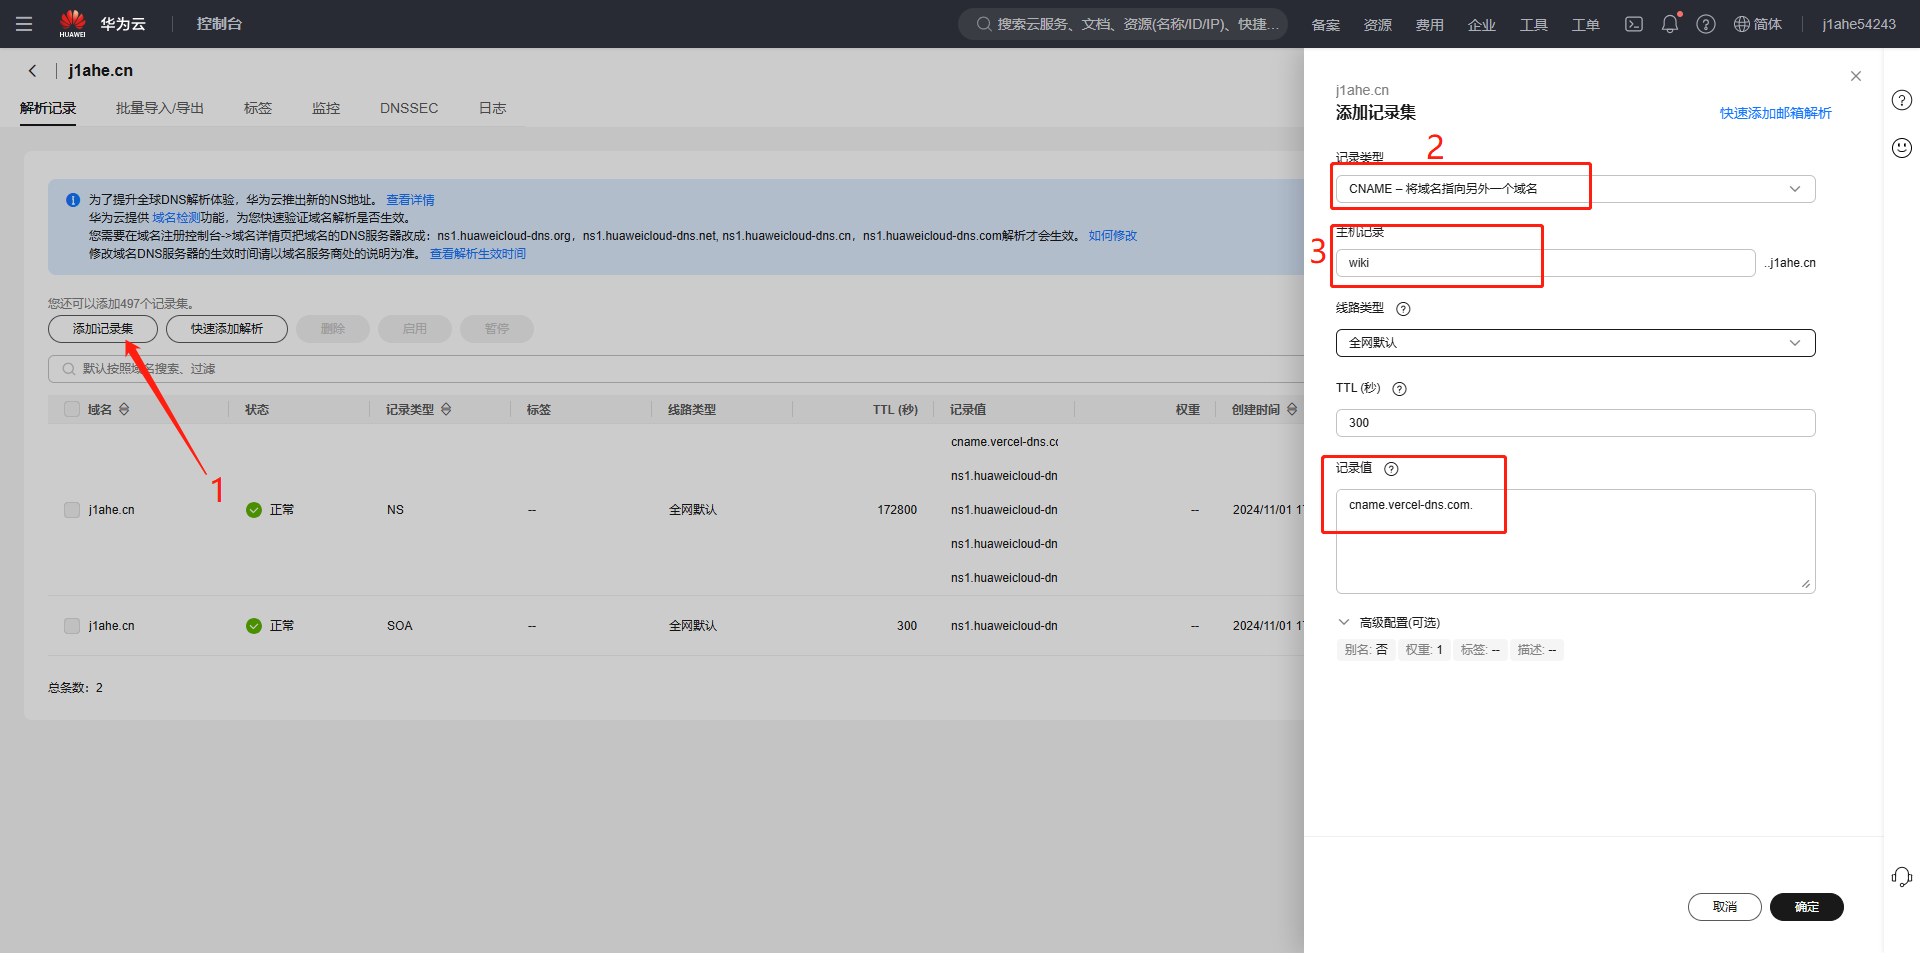 HUAWEI
华为云
控制台
搜索云服务、文档、资源(名称/ID/IP)、快捷...
备案
资源
费用
企业
工具
工单
简体
j1ahe54243
j1ahe.cn
解析记录
批量导入/导出
标签
监控
DNSSEC
日志
为了提升全球DNS解析体验，华为云推出新的NS地址。 查看详情
华为云提供 域名检测功能，为您快速验证域名解析是否生效。
您需要在域名注册控制台->域名详情页把域名的DNS服务器改成：ns1.huaweicloud-dns.org，ns1.huaweicloud-dns.net, ns1.huaweicloud-dns.cn，ns1.huaweicloud-dns.com解析才会生效。 如何修改
修改域名DNS服务器的生效时间请以域名服务商处的说明为准。 查看解析生效时间
您还可以添加497个记录集。
添加记录集
快速添加解析
删除
启用
暂停
默认按照域名搜索、过滤
域名
状态
记录类型
标签
线路类型
TTL (秒)
记录值
权重
创建时间
j1ahe.cn
正常
NS
--
全网默认
172800
cname.vercel-dns.cc
ns1.huaweicloud-dn
ns1.huaweicloud-dn
ns1.huaweicloud-dn
ns1.huaweicloud-dn
--
2024/11/01 1
j1ahe.cn
正常
SOA
--
全网默认
300
ns1.huaweicloud-dn
--
2024/11/01 1
总条数：2
1
j1ahe.cn
添加记录集
快速添加邮箱解析
记录类型
2
CNAME – 将域名指向另外一个域名
主机记录
3
wiki
..j1ahe.cn
线路类型
全网默认
TTL (秒)
300
记录值
cname.vercel-dns.com.
高级配置(可选)
别名: 否
权重: 1
标签: --
描述: --
取消
确定